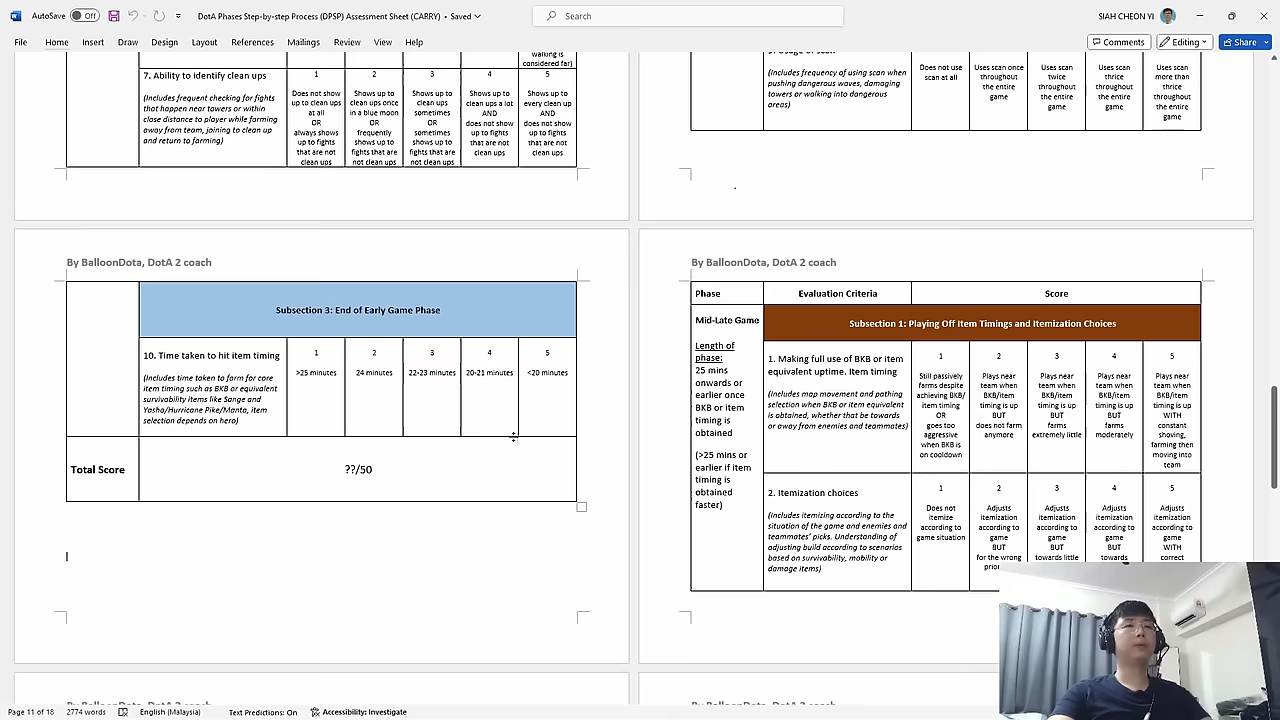 AutoSave Off
DotA Phases Step-by-step Process (DPSP) Assessment Sheet (CARRY) • Saved
Search
SIAH CHEON YI
File Home Insert Draw Design Layout References Mailings Review View Help
Comments Editing Share
considered far)
7. Ability to identify clean ups
(Includes frequent checking for fights
that happen near towers or within
close distance to player while farming
away from team, joining to clean up
and return to farming)
1
Does not show
up to clean ups
at all
OR
always shows
up to fights
that are not
clean ups
2
Shows up to
clean ups once
in a blue moon
OR
frequently
shows up to
fights that are
not clean ups
3
Shows up to
clean ups
sometimes
OR
sometimes
shows up to
fights that are
not clean ups
4
Shows up to
clean ups a lot
AND
does not show
up to fights
that are not
clean ups
5
Shows up to
every clean up
AND
does not show
up to fights
that are not
clean ups
(Includes frequency of using scan when
pushing dangerous waves, damaging
towers or walking into dangerous
areas)
Does not use
scan at all
Uses scan once
throughout
the entire
game
Uses scan
twice
throughout
the entire
game
Uses scan
thrice
throughout
the entire
game
Uses scan
more than
thrice
throughout
the entire
game
By BalloonDota, DotA 2 coach
Subsection 3: End of Early Game Phase
10. Time taken to hit item timing
(Includes time taken to farm for core
item timing such as BKB or equivalent
survivability items like Sange and
Yasha/Hurricane Pike/Manta, item
selection depends on hero)
1
>25 minutes
2
24 minutes
3
22-23 minutes
4
20-21 minutes
5
<20 minutes
Total Score
??/50
By BalloonDota, DotA 2 coach
Phase Evaluation Criteria Score
Mid-Late Game
Length of
phase:
25 mins
onwards or
earlier once
BKB or item
timing is
obtained
(>25 mins or
earlier if item
timing is
obtained
faster)
Subsection 1: Playing Off Item Timings and Itemization Choices
1. Making full use of BKB or item
equivalent uptime. Item timing
(Includes map movement and pathing
selection when BKB or item equivalent
is obtained, whether that be towards
or away from enemies and teammates)
1
Still passively
farms despite
achieving BKB/
item timing
OR
goes too
aggressive
when BKB is
on cooldown
2
Plays near
team when
BKB/item
timing is up
BUT
does not farm
anymore
3
Plays near
team when
BKB/item
timing is up
BUT
farms
extremely little
4
Plays near
team when
BKB/item
timing is up
BUT
farms
moderately
5
Plays near
team when
BKB/item
timing is up
WITH
constant
shoving,
farming then
moving into
team
2. Itemization choices
(Includes itemizing according to the
situation of the game and enemies and
teammates' picks. Understanding of
adjusting build according to scenarios
based on survivability, mobility or
damage items)
1
Does not
itemize
according to
game situation
2
Adjusts
itemization
according to
game
BUT
for the wrong
3
Adjusts
itemization
according to
game
BUT
towards little
4
Adjusts
itemization
according to
game
BUT
towards
5
Adjusts
itemization
according to
game
WITH
correct
Page 11 of 18 2774 words English (Malaysia) Text Predictions: On Accessibility: Investigate